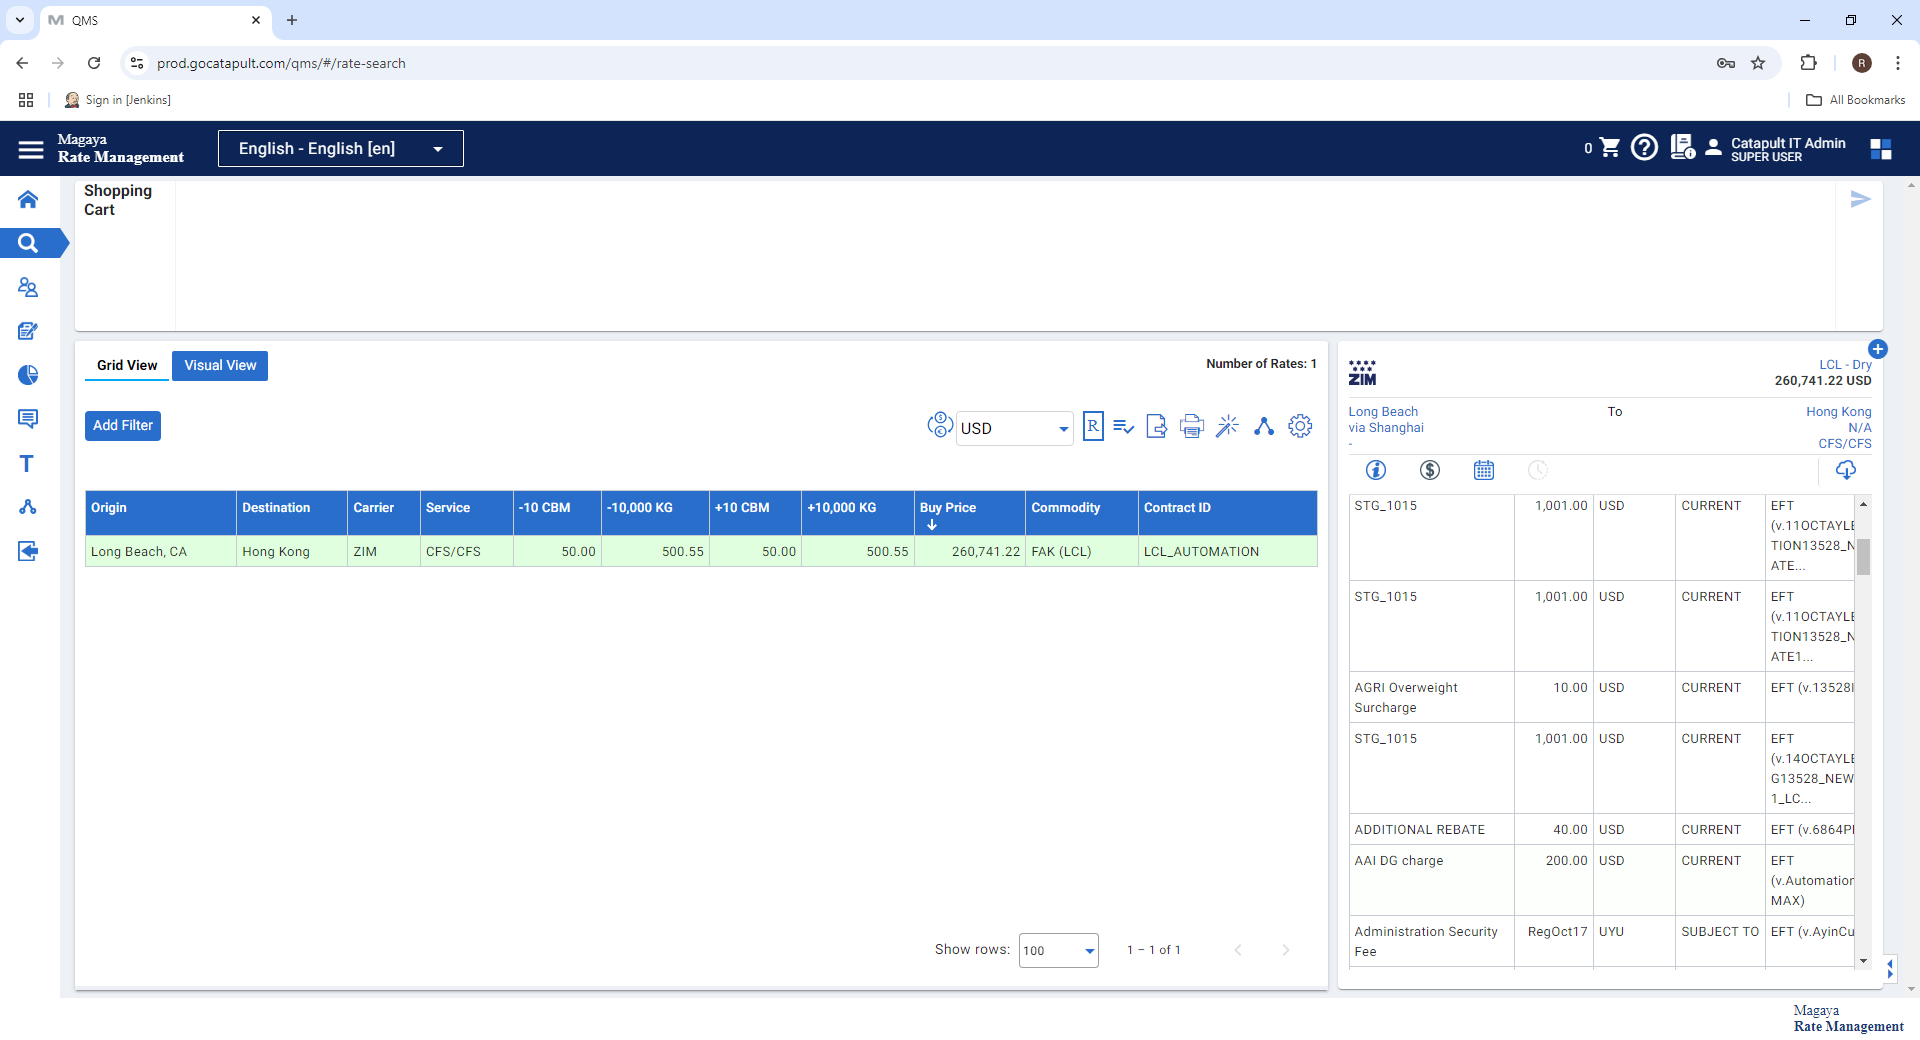 QMS
prod.gocatapult.com/qms/#/rate-search
R
Sign in [Jenkins]
All Bookmarks
Magaya
Rate Management
English - English [en]
0
Catapult IT Admin
SUPER USER
Shopping
Cart
Grid View
Visual View
Number of Rates: 1
Add Filter
USD
R
Origin
Destination
Carrier
Service
-10 CBM
-10,000 KG
+10 CBM
+10,000 KG
Buy Price
Commodity
Contract ID
Long Beach, CA
Hong Kong
ZIM
CFS/CFS
50.00
500.55
50.00
500.55
260,741.22
FAK (LCL)
LCL_AUTOMATION
Show rows:
100
1 – 1 of 1
ZIM
LCL - Dry
260,741.22 USD
Long Beach
via Shanghai
-
To
Hong Kong
N/A
CFS/CFS
STG_1015
1,001.00
USD
CURRENT
EFT
(v.11OCTAYLE
TION13528_N
ATE...
STG_1015
1,001.00
USD
CURRENT
EFT
(v.11OCTAYLE
TION13528_N
ATE1...
AGRI Overweight
Surcharge
10.00
USD
CURRENT
EFT (v.13528
STG_1015
1,001.00
USD
CURRENT
EFT
(v.14OCTAYLE
G13528_NEW
1_LC...
ADDITIONAL REBATE
40.00
USD
CURRENT
EFT (v.6864P
AAI DG charge
200.00
USD
CURRENT
EFT
(v.Automation
MAX)
Administration Security
Fee
RegOct17
UYU
SUBJECT TO
EFT (v.AyinCu
Magaya
Rate Management